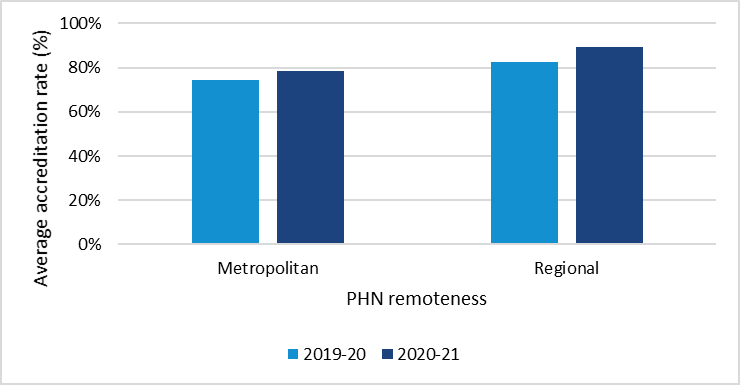 Average accreditation rate (%)
100%
80%
60%
40%
20%
0%
Metropolitan
Regional
PHN remoteness
2019-20
2020-21